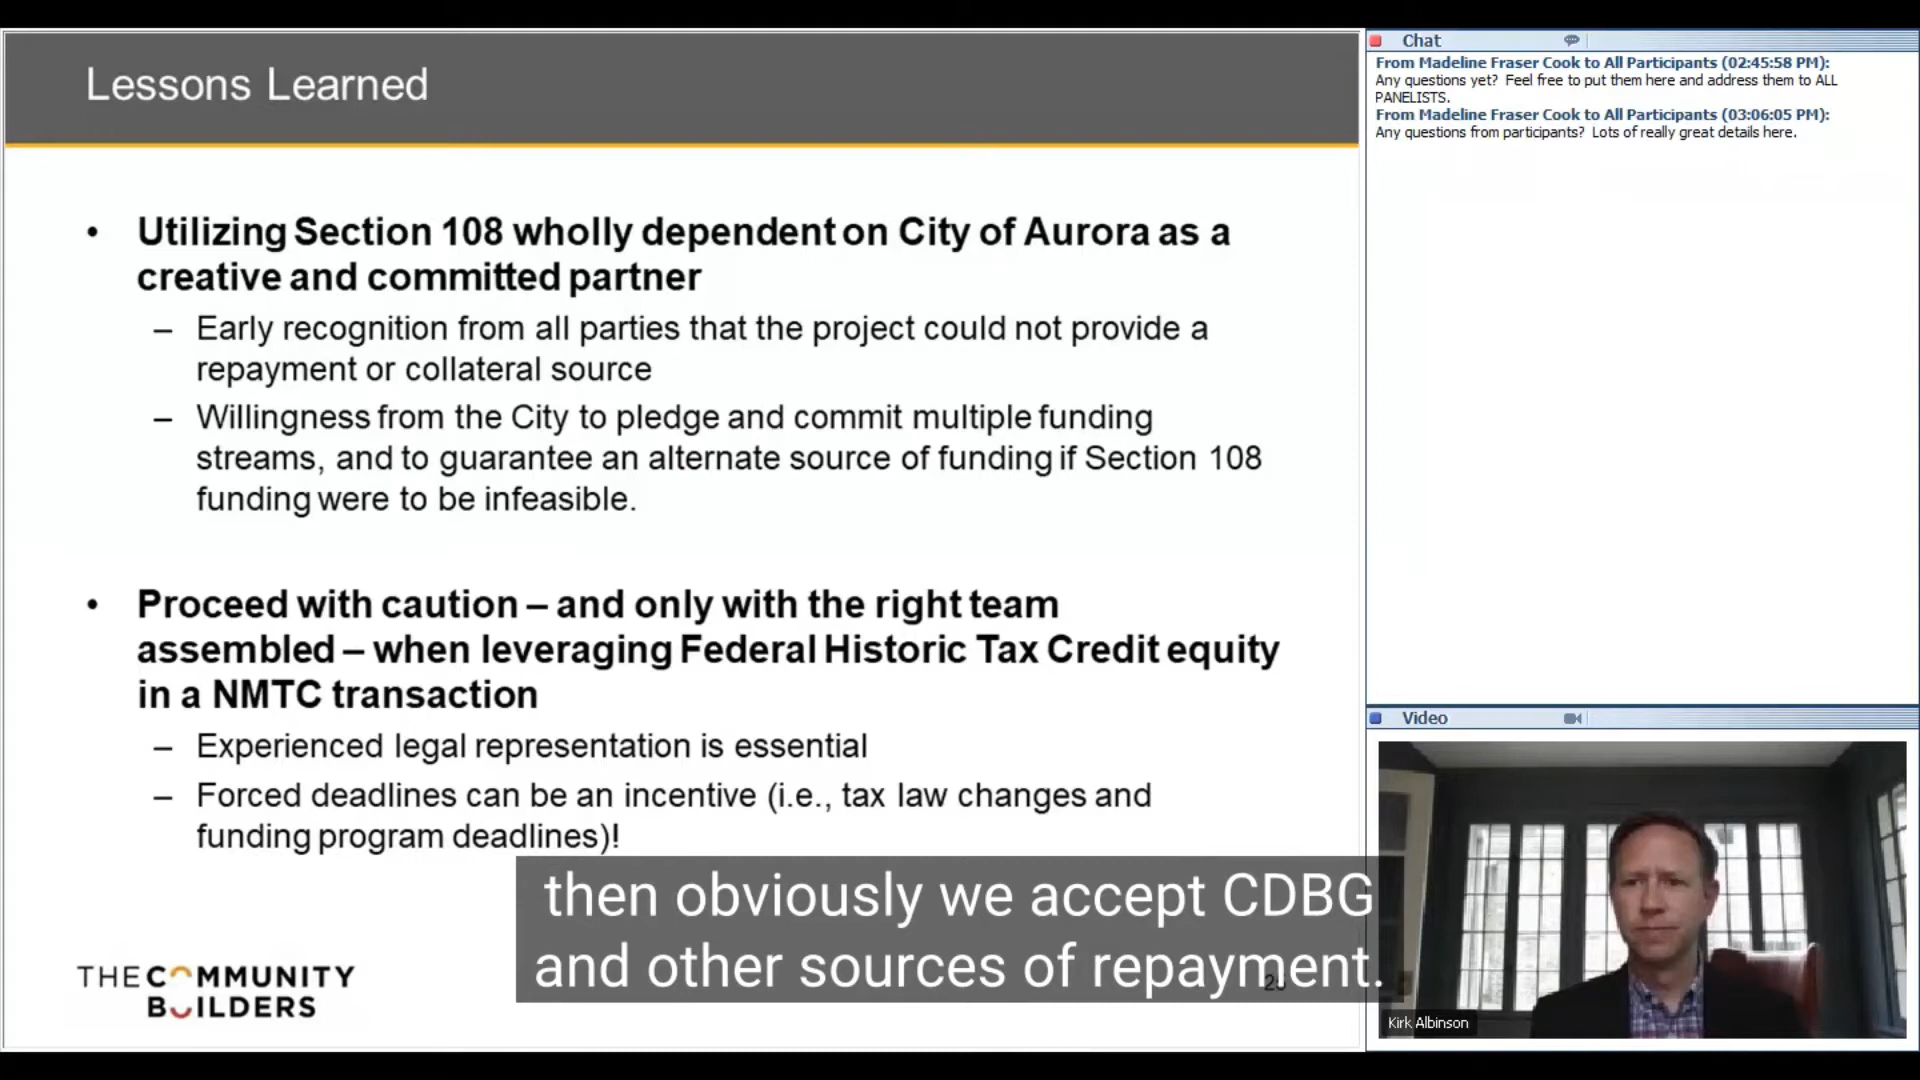 Lessons Learned
• Utilizing Section 108 wholly dependent on City of Aurora as a
creative and committed partner
– Early recognition from all parties that the project could not provide a
repayment or collateral source
– Willingness from the City to pledge and commit multiple funding
streams, and to guarantee an alternate source of funding if Section 108
funding were to be infeasible.
• Proceed with caution – and only with the right team
assembled – when leveraging Federal Historic Tax Credit equity
in a NMTC transaction
– Experienced legal representation is essential
– Forced deadlines can be an incentive (i.e., tax law changes and
funding program deadlines)!
then obviously we accept CDBG
and other sources of repayment.
THE COMMUNITY
BUILDERS
Chat
From Madeline Fraser Cook to All Participants (02:45:58 PM):
Any questions yet? Feel free to put them here and address them to ALL
PANELISTS.
From Madeline Fraser Cook to All Participants (03:06:05 PM):
Any questions from participants? Lots of really great details here.
Video
Kirk Albinson